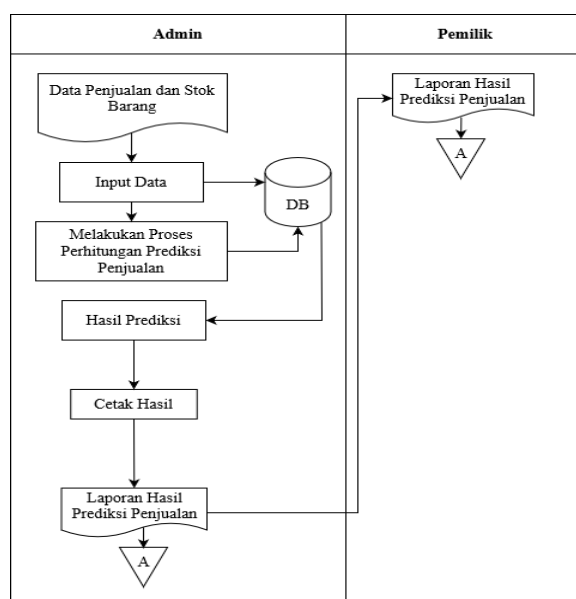 Admin
Pemilik
Data Penjualan dan Stok
Barang
Input Data
DB
Melakukan Proses
Perhitungan Prediksi
Penjualan
Hasil Prediksi
Cetak Hasil
Laporan Hasil
Prediksi Penjualan
A
Laporan Hasil
Prediksi Penjualan
A